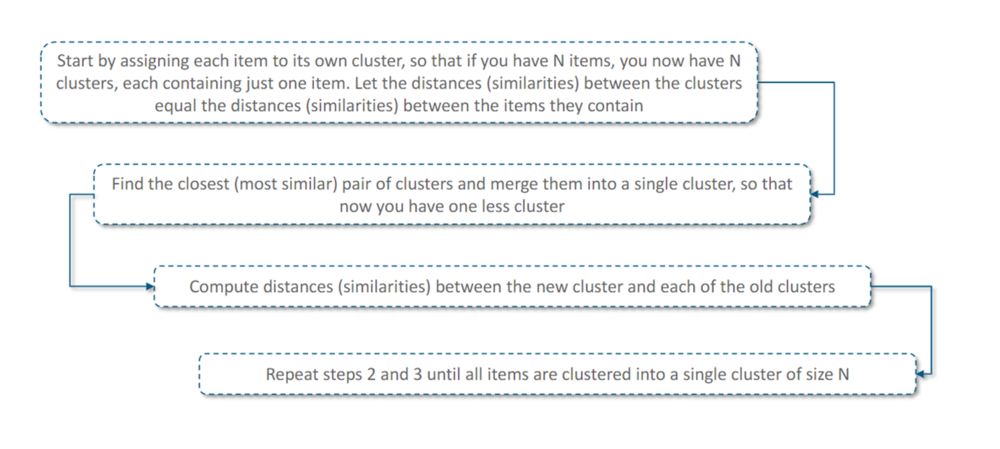 Start by assigning each item to its own cluster, so that if you have N items, you now have N
clusters, each containing just one item. Let the distances (similarities) between the clusters
equal the distances (similarities) between the items they contain
Find the closest (most similar) pair of clusters and merge them into a single cluster, so that
now you have one less cluster
Compute distances (similarities) between the new cluster and each of the old clusters
Repeat steps 2 and 3 until all items are clustered into a single cluster of size N